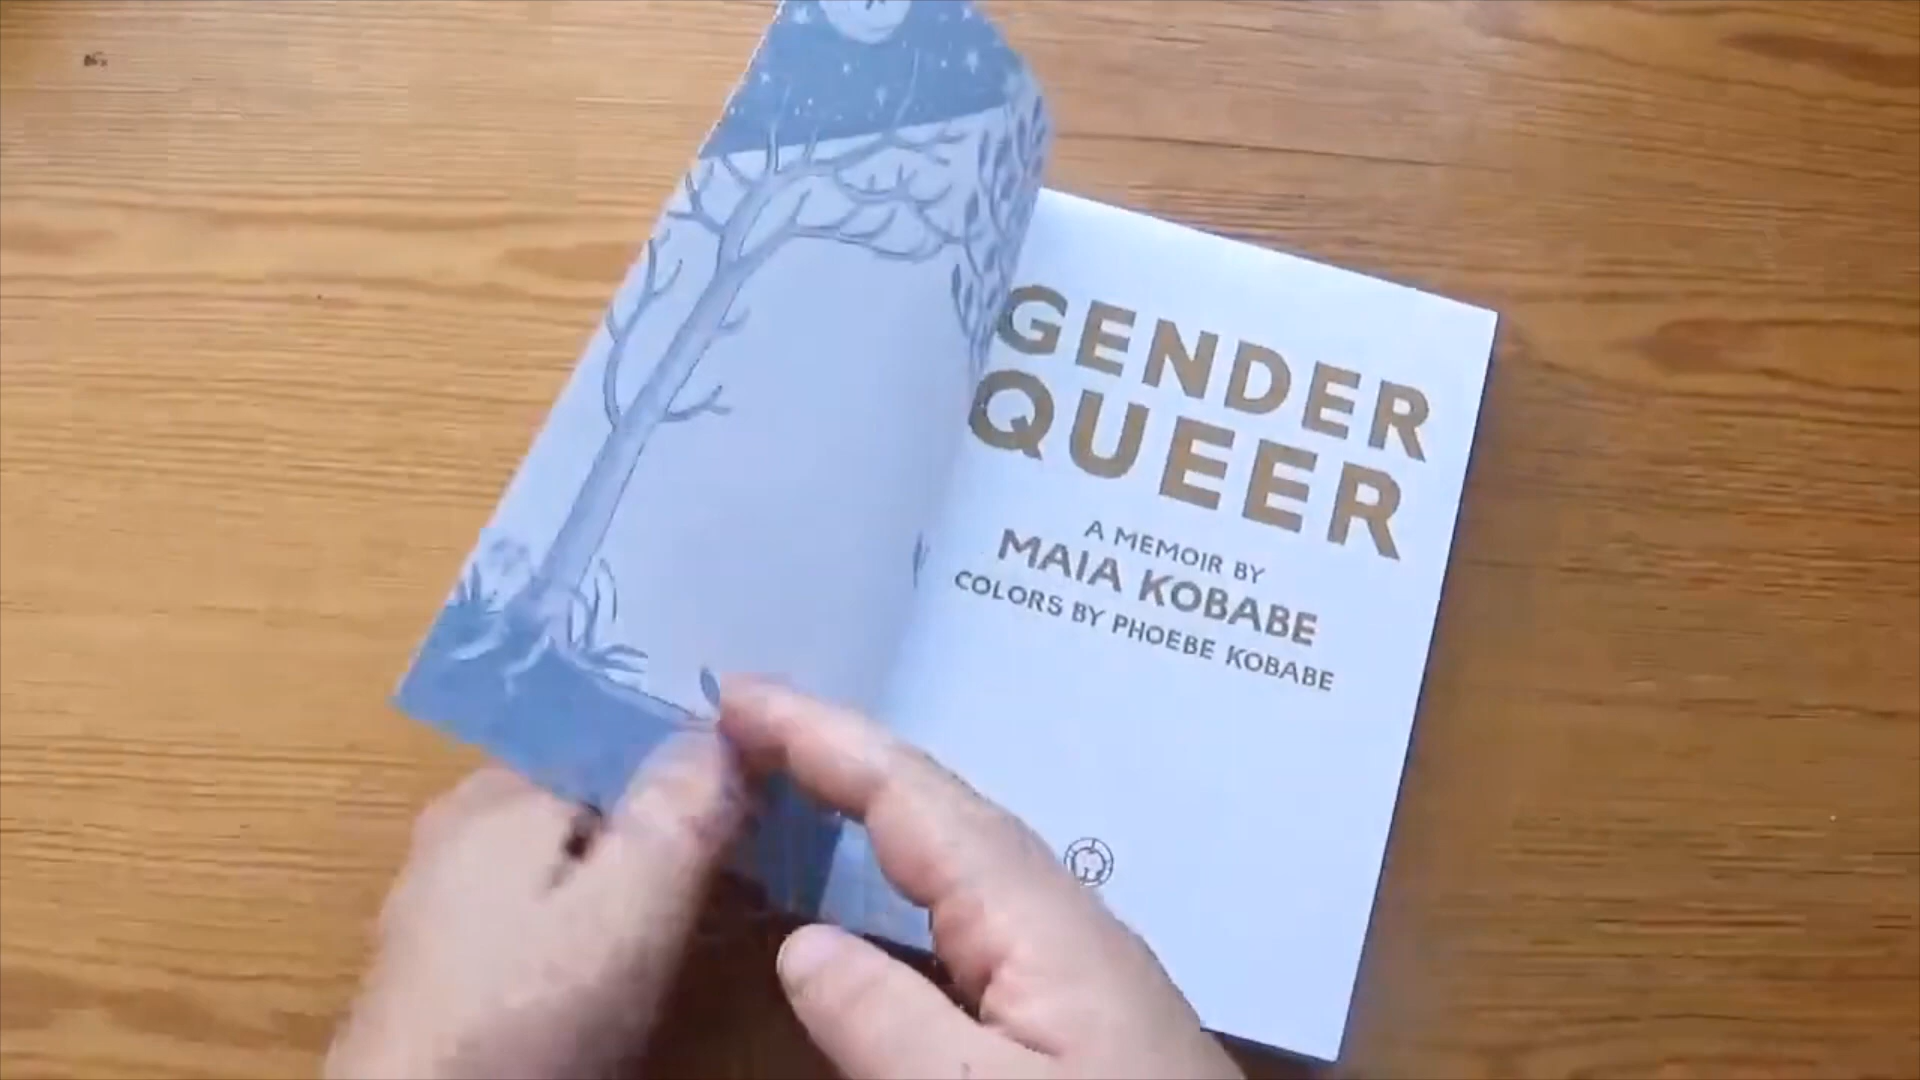 GENDER
QUEER
A MEMOIR BY
MAIA KOBABE
COLORS BY PHOEBE KOBABE